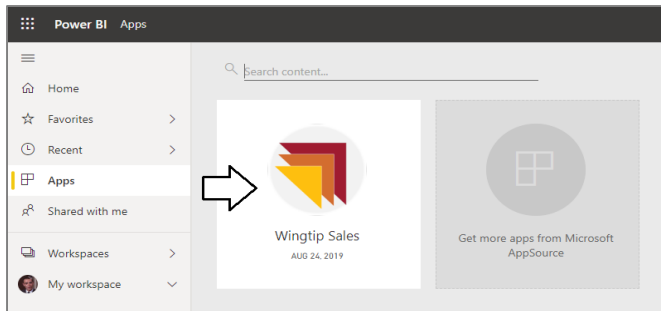 Power BI Apps
Search content...
Home
Favorites
Recent
Apps
Shared with me
Workspaces
My workspace
Wingtip Sales
AUG 24, 2019
Get more apps from Microsoft
AppSource